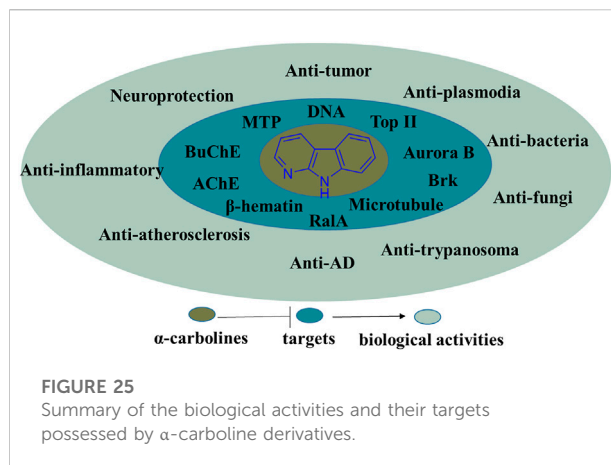 Anti-tumor
Neuroprotection
Anti-plasmodia
DNA
MTP
Top II
Anti-bacteria
BuChE
Aurora B
Anti-inflammatory
N
N
H
AChE
Brk
Anti-fungi
β-hematin
Microtubule
RalA
Anti-atherosclerosis
Anti-trypanosoma
Anti-AD
α-carbolines targets biological activities
FIGURE 25
Summary of the biological activities and their targets
possessed by α-carboline derivatives.